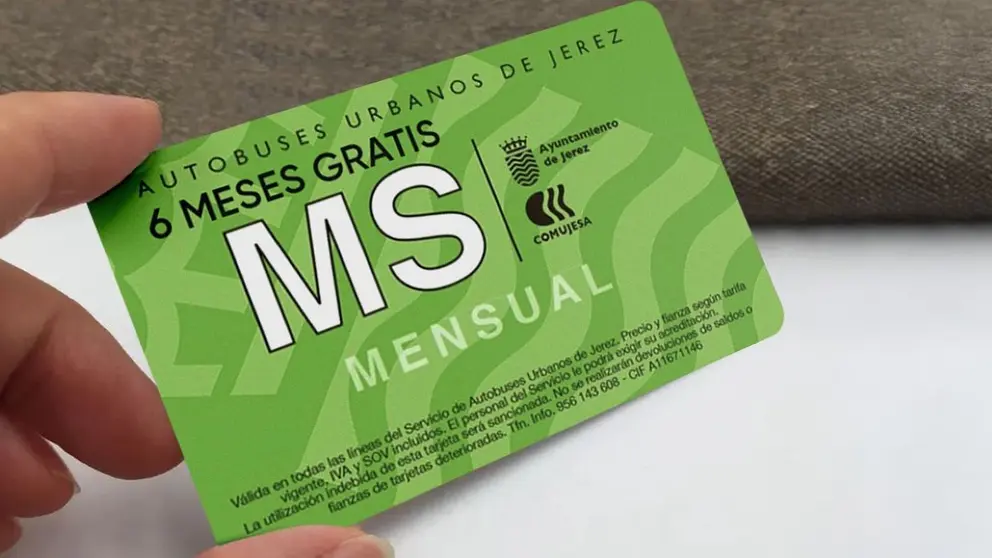 AUTOBUSES URBANOS DE JEREZ
6 MESES GRATIS
MS
MENSUAL
Ayuntamiento
de Jerez
COMUJESA
Válida en todas las líneas del Servicio de Autobuses Urbanos de Jerez. Precio y fianza según tarifa
vigente, IVA y SOV incluidos. El personal del Servicio le podrá exigir su acreditación.
La utilización indebida de esta tarjeta será sancionada. No se realizarán devoluciones de saldos o
fianzas de tarjetas deterioradas. Tfn. Info. 956 143 608 - CIF A11671146